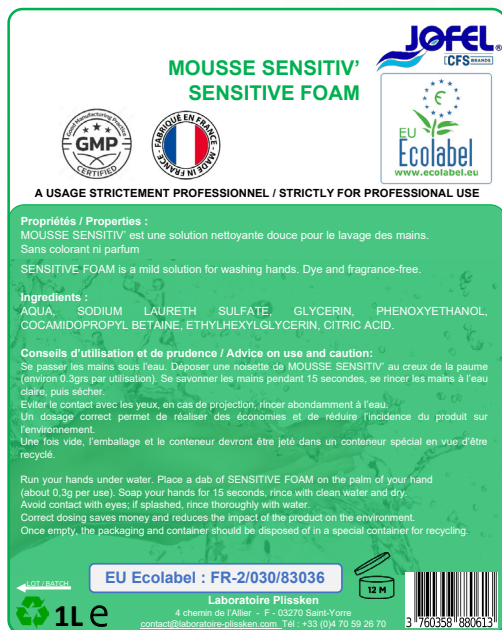 JOFEL®
CFS BRANDS
MOUSSE SENSITIV'
SENSITIVE FOAM
Good Manufacturing Practice
GMP
CERTIFIED
FABRIQUÉ EN FRANCE - MADE IN FRANCE -
EU
Ecolabel
www.ecolabel.eu
A USAGE STRICTEMENT PROFESSIONNEL / STRICTLY FOR PROFESSIONAL USE
Propriétés / Properties :
MOUSSE SENSITIV' est une solution nettoyante douce pour le lavage des mains.
Sans colorant ni parfum
SENSITIVE FOAM is a mild solution for washing hands. Dye and fragrance-free.
Ingredients :
AQUA, SODIUM LAURETH SULFATE, GLYCERIN, PHENOXYETHANOL,
COCAMIDOPROPYL BETAINE, ETHYLHEXYLGLYCERIN, CITRIC ACID.
Conseils d'utilisation et de prudence / Advice on use and caution:
Se passer les mains sous l'eau. Déposer une noisette de MOUSSE SENSITIV' au creux de la paume
(environ 0.3grs par utilisation). Se savonner les mains pendant 15 secondes, se rincer les mains à l'eau
claire, puis sécher.
Eviter le contact avec les yeux, en cas de projection, rincer abondamment à l'eau.
Un dosage correct permet de réaliser des économies et de réduire l'incidence du produit sur
l'environnement.
Une fois vide, l'emballage et le conteneur devront être jeté dans un conteneur spécial en vue d'être
recyclé.
Run your hands under water. Place a dab of SENSITIVE FOAM on the palm of your hand
(about 0,3g per use). Soap your hands for 15 seconds, rince with clean water and dry.
Avoid contact with eyes; if splashed, rinse thoroughly with water.
Correct dosing saves money and reduces the impact of the product on the environment.
Once empty, the packaging and container should be disposed of in a special container for recycling.
LOT / BATCH
EU Ecolabel : FR-2/030/83036
12 M
1L e
Laboratoire Plissken
4 chemin de l'Allier - F - 03270 Saint-Yorre
contact@laboratoire-plissken.com Tél : +33 (0)4 70 59 26 70
3 760358 880613